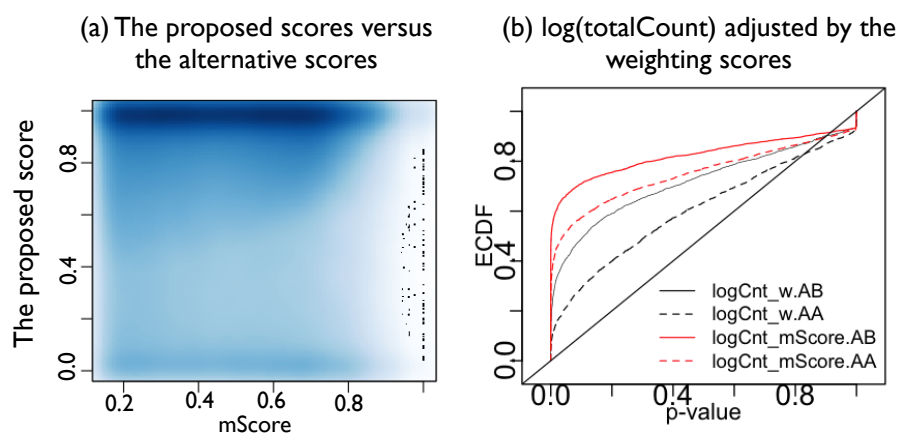 (a) The proposed scores versus
the alternative scores
The proposed score
0.0
0.4
0.8
0.2
0.4
0.6
0.8
mScore
(b) log(totalCount) adjusted by the
weighting scores
ECDF
0.0
0.4
0.8
logCnt_w.AB
logCnt_w.AA
logCnt_mScore.AB
logCnt_mScore.AA
0.0
0.4
0.8
p-value